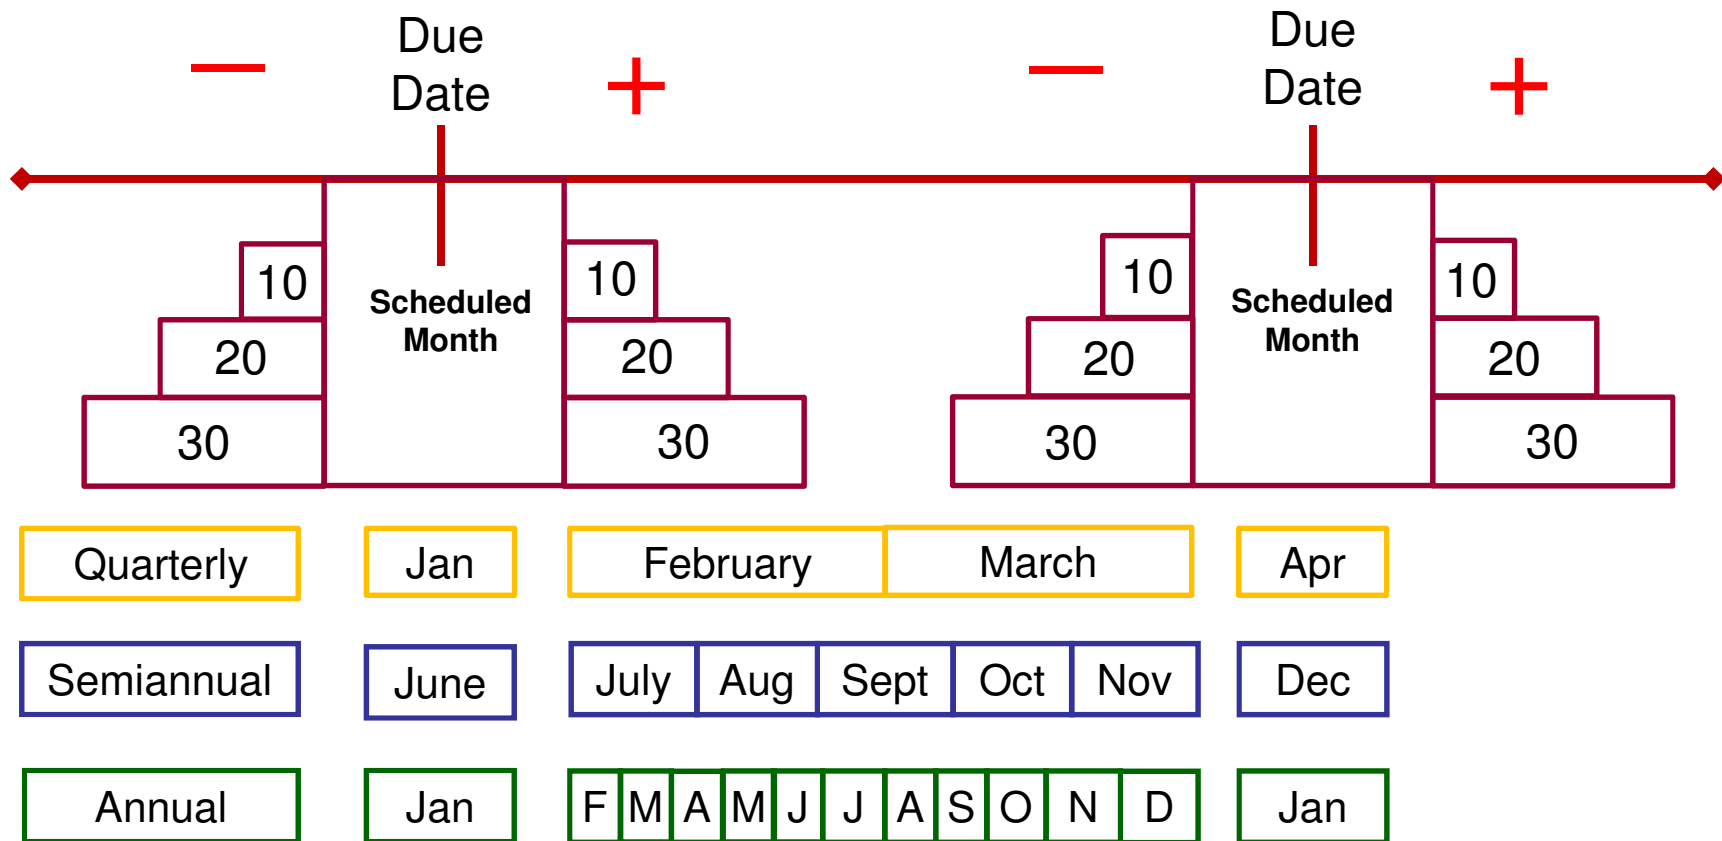 Due
Date
Due
Date
− + − +
10 10 10 10
Scheduled
Month
Scheduled
Month
20 20 20 20
30 30 30 30
Quarterly Jan February March Apr
Semiannual June July Aug Sept Oct Nov Dec
Annual Jan F M A M J J A S O N D Jan